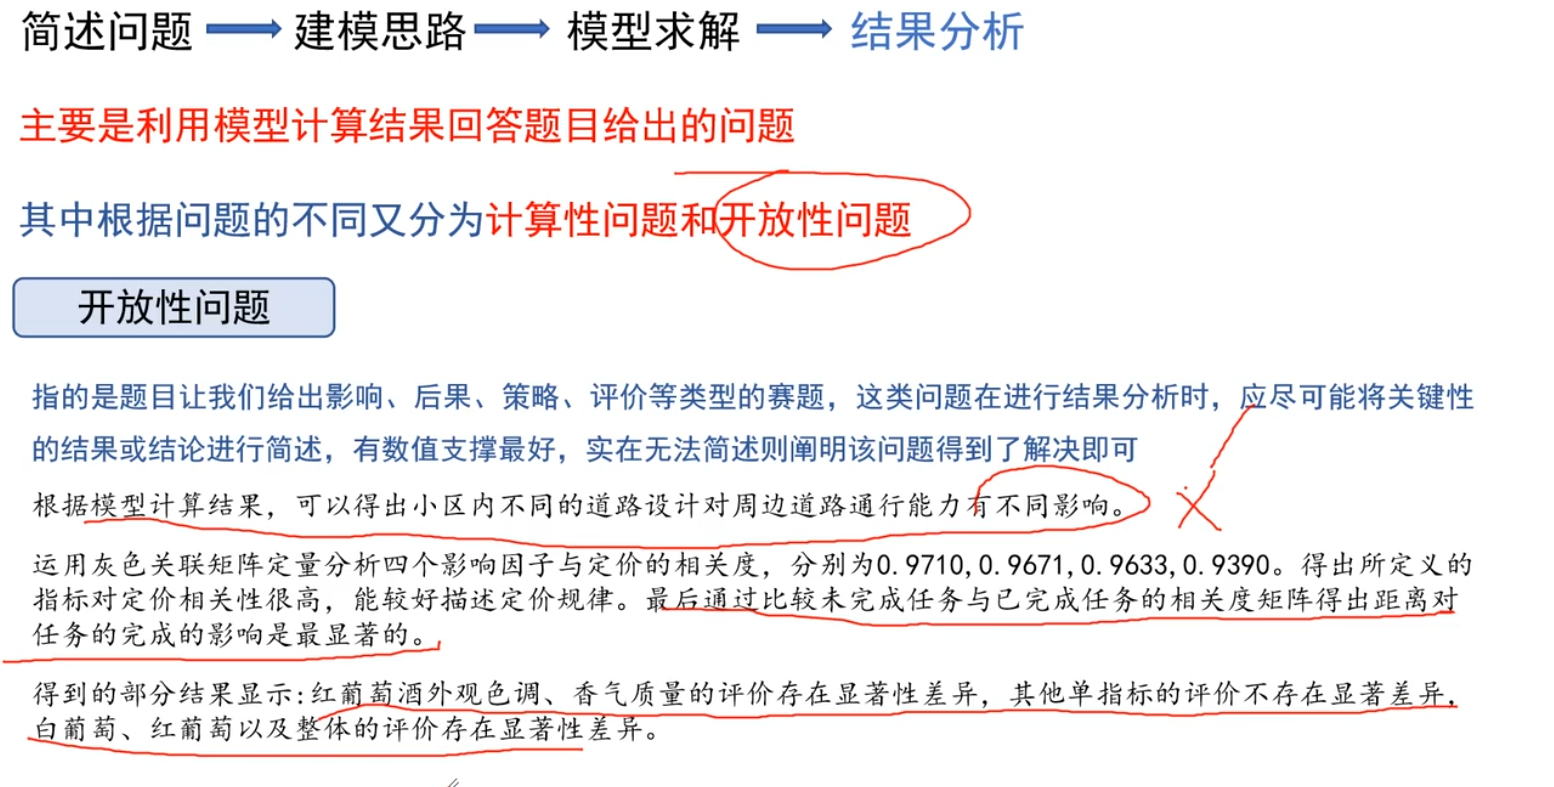 简述问题 建模思路 模型求解 结果分析
主要是利用模型计算结果回答题目给出的问题
其中根据问题的不同又分为计算性问题和开放性问题
开放性问题
指的是题目让我们给出影响、后果、策略、评价等类型的赛题，这类问题在进行结果分析时，应尽可能将关键性
的结果或结论进行简述，有数值支撑最好，实在无法简述则阐明该问题得到了解决即可
根据模型计算结果，可以得出小区内不同的道路设计对周边道路通行能力有不同影响。
运用灰色关联矩阵定量分析四个影响因子与定价的相关度，分别为0.9710,0.9671,0.9633,0.9390。得出所定义的
指标对定价相关性很高，能较好描述定价规律。最后通过比较未完成任务与已完成任务的相关度矩阵得出距离对
任务的完成的影响是最显著的。
得到的部分结果显示:红葡萄酒外观色调、香气质量的评价存在显著性差异，其他单指标的评价不存在显著差异，
白葡萄、红葡萄以及整体的评价存在显著性差异。